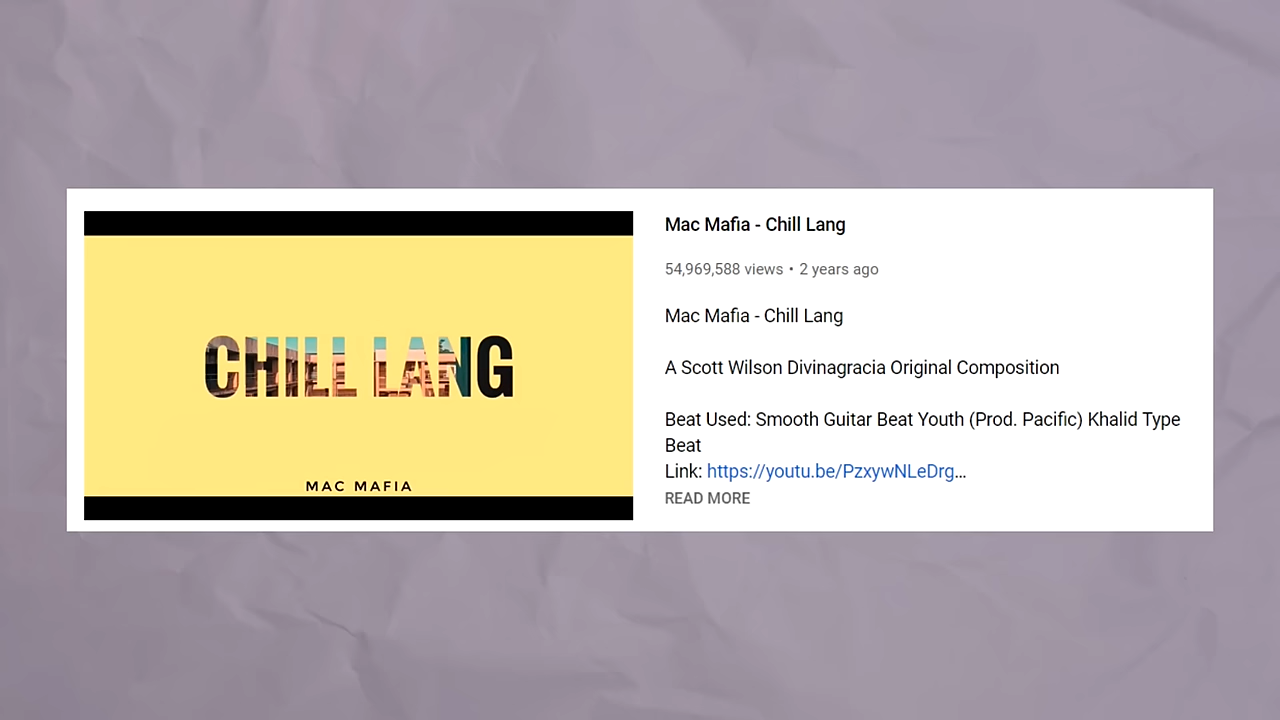 CHILL LANG
MAC MAFIA
Mac Mafia - Chill Lang
54,969,588 views • 2 years ago
Mac Mafia - Chill Lang
A Scott Wilson Divinagracia Original Composition
Beat Used: Smooth Guitar Beat Youth (Prod. Pacific) Khalid Type
Beat
Link: https://youtu.be/PzxywNLeDrg...
READ MORE